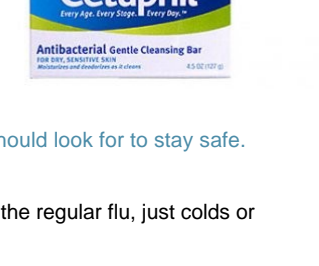 Cetaphil
Every Age. Every Stage. Every Day.™
Antibacterial Gentle Cleansing Bar
FOR DRY, SENSITIVE SKIN
Moisturizes and deodorizes as it cleans
4.5 OZ (127 g)
hould look for to stay safe.
the regular flu, just colds or